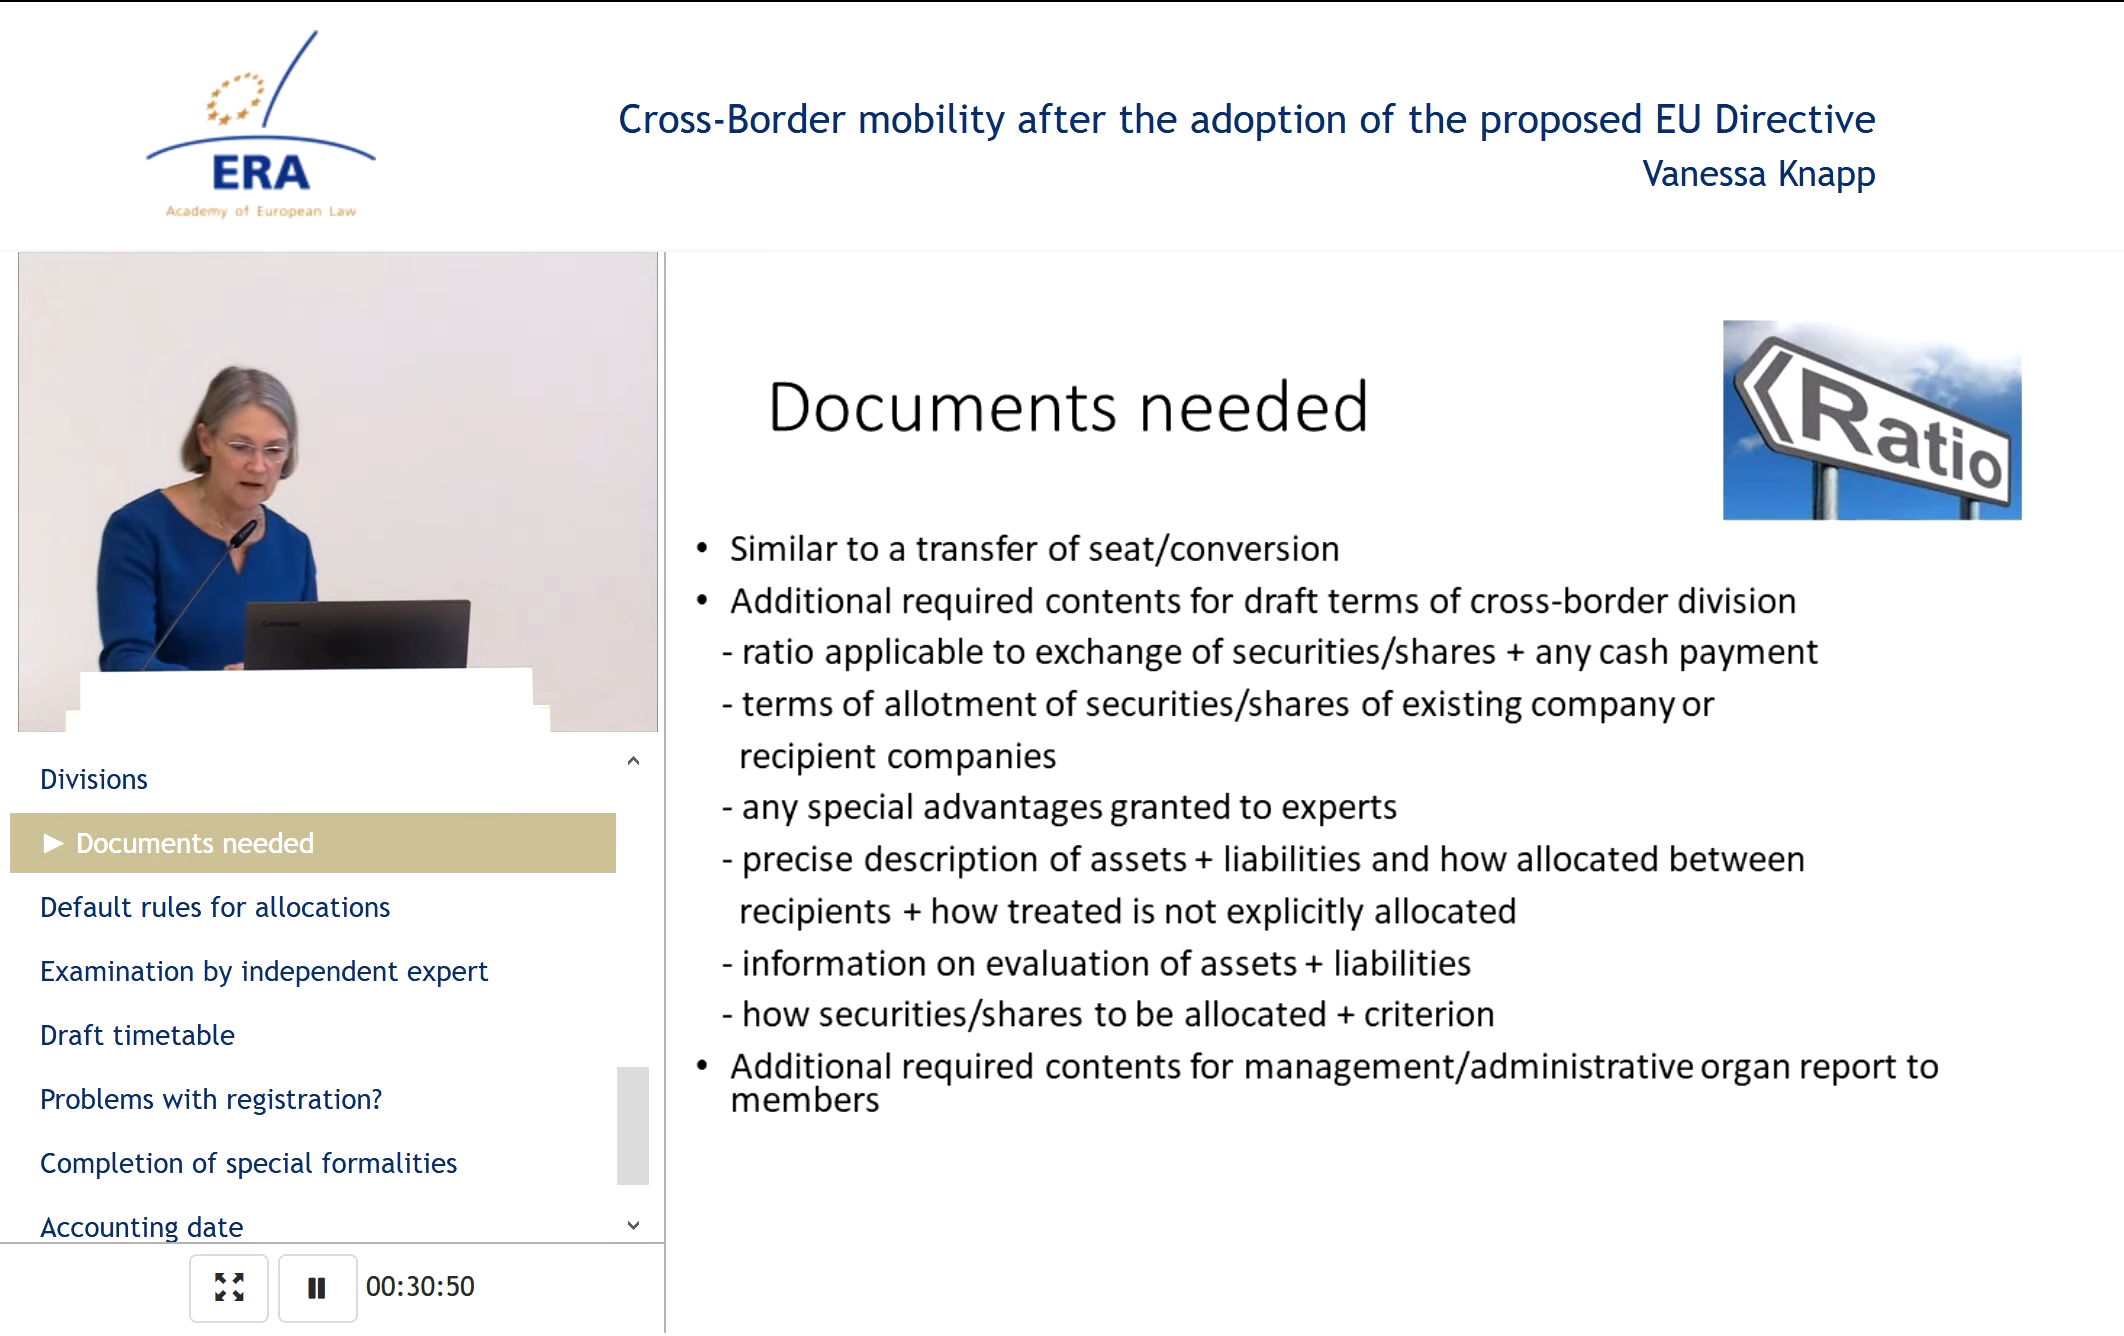 ERA
Academy of European Law
Cross-Border mobility after the adoption of the proposed EU Directive
Vanessa Knapp
Lenovo
Divisions
► Documents needed
Default rules for allocations
Examination by independent expert
Draft timetable
Problems with registration?
Completion of special formalities
Accounting date
00:30:50
Documents needed
Ratio
• Similar to a transfer of seat/conversion
• Additional required contents for draft terms of cross-border division
- ratio applicable to exchange of securities/shares + any cash payment
- terms of allotment of securities/shares of existing company or
recipient companies
- any special advantages granted to experts
- precise description of assets + liabilities and how allocated between
recipients + how treated is not explicitly allocated
- information on evaluation of assets + liabilities
- how securities/shares to be allocated + criterion
• Additional required contents for management/administrative organ report to
members